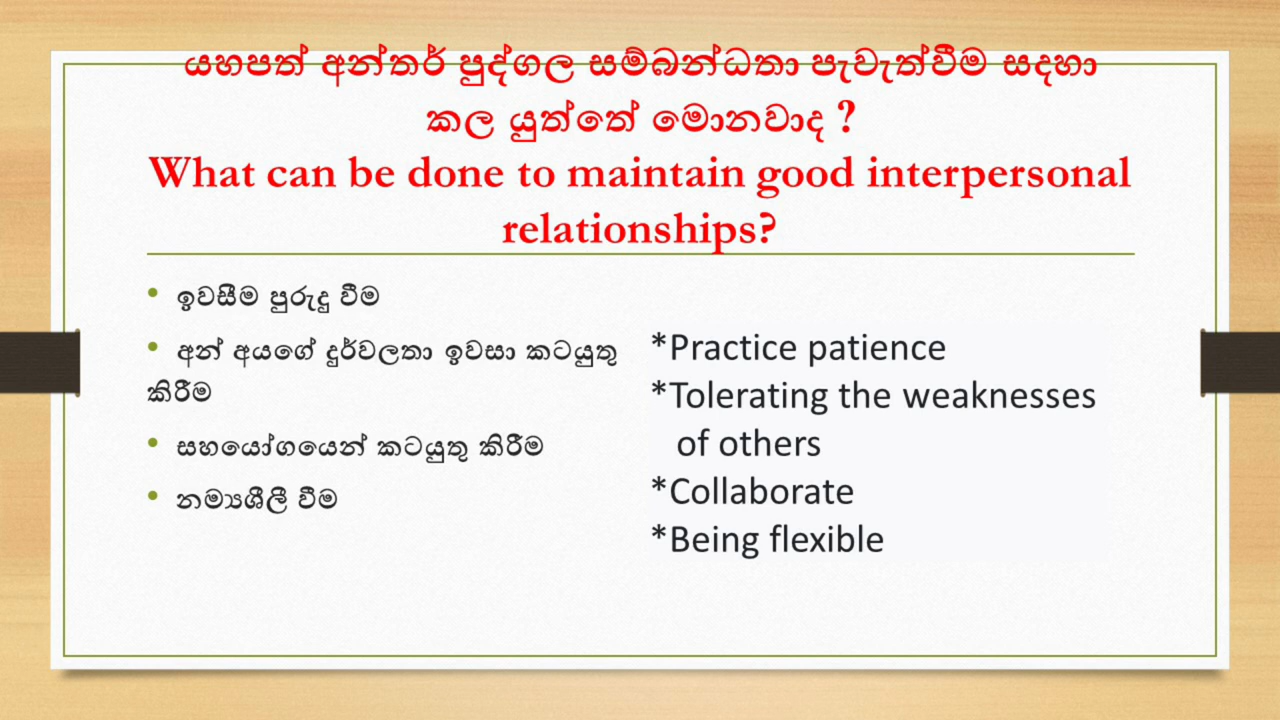 යහපත් අන්තර් පුද්ගල සම්බන්ධතා පැවැත්වීම සදහා
කල යුත්තේ මොනවාද ?
What can be done to maintain good interpersonal
relationships?
• ඉවසීම පුරුදු වීම
• අන් අයගේ දුර්වලතා ඉවසා කටයුතු
කිරීම
• සහයෝගයෙන් කටයුතු කිරීම
• නම්‍යශීලී වීම
*Practice patience
*Tolerating the weaknesses
of others
*Collaborate
*Being flexible